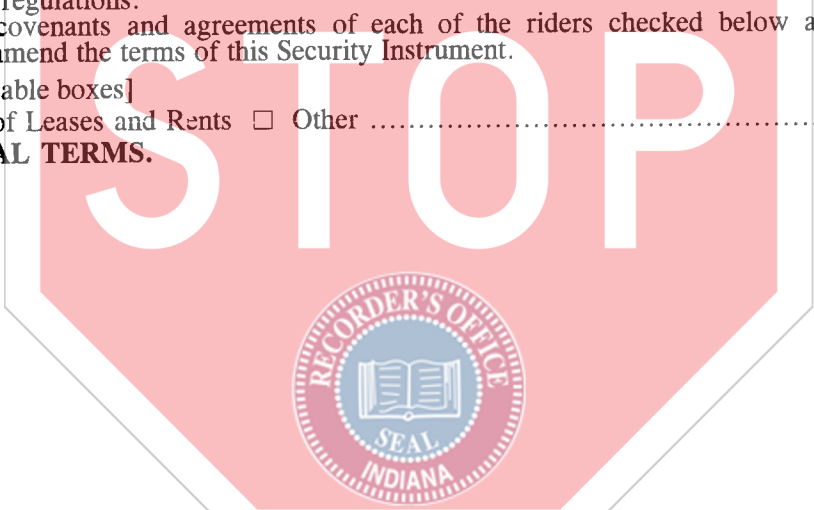 regulations.
covenants and agreements of each of the riders checked below a
mend the terms of this Security Instrument.
able boxes]
of Leases and Rents ☐ Other ........................................................
AL TERMS.
STOP
RECORDER'S OFFICE
SEAL
INDIANA